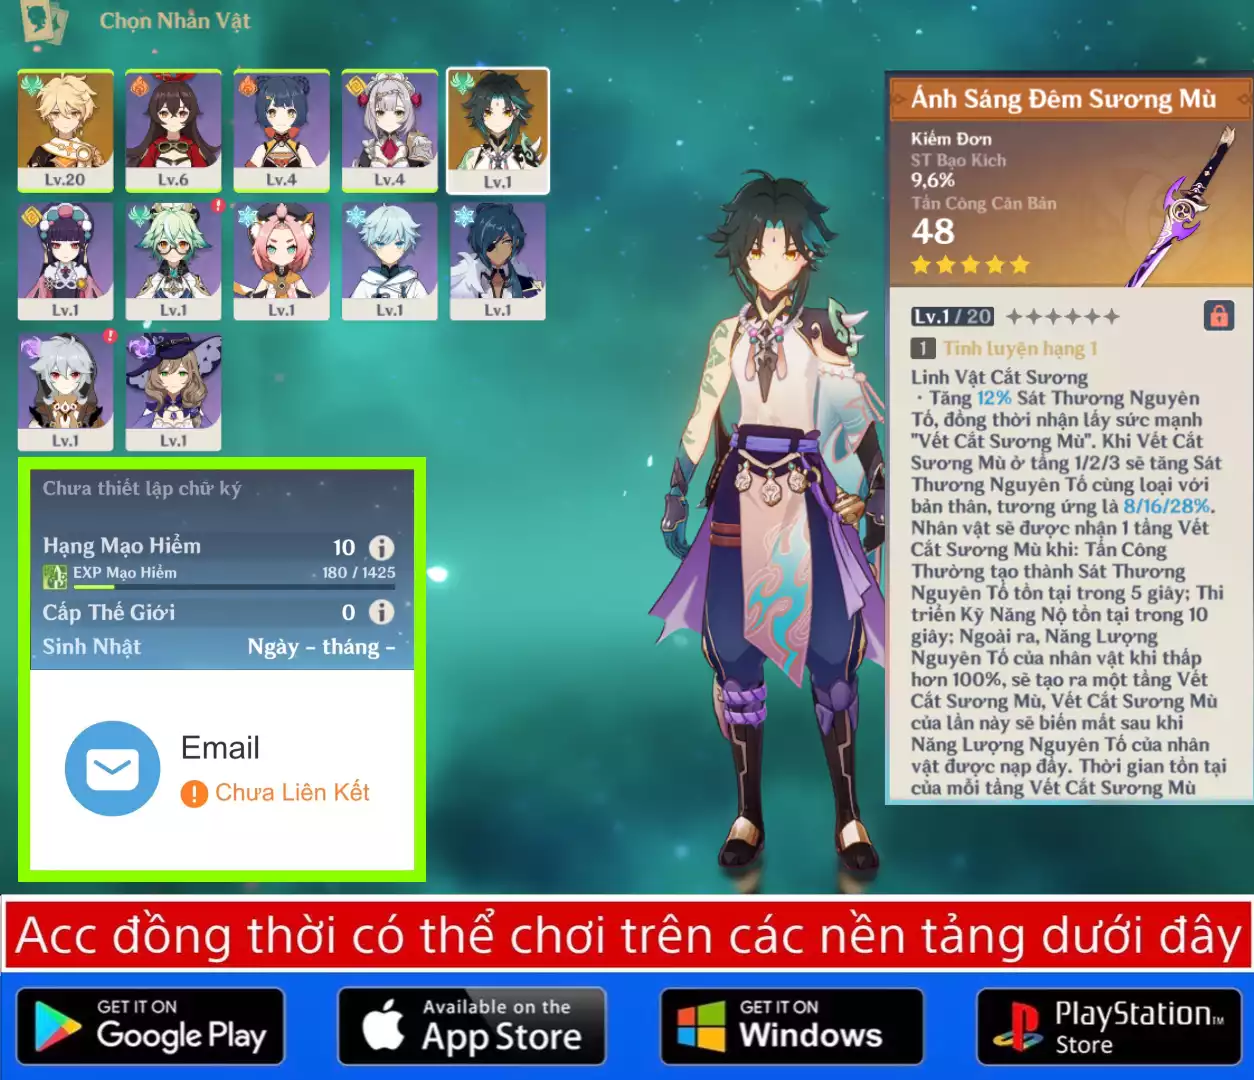 Chọn Nhân Vật
Lv.20
Lv.6
Lv.4
Lv.4
Lv.1
Lv.1
Lv.1
Lv.1
Lv.1
Lv.1
Lv.1
Lv.1
Chưa thiết lập chữ ký
Hạng Mạo Hiểm 10
EXP Mạo Hiểm 180 / 1425
Cấp Thế Giới 0
Sinh Nhật Ngày - tháng -
Email
Chưa Liên Kết
Ánh Sáng Đêm Sương Mù
Kiếm Đơn
ST Bạo Kích
9,6%
Tấn Công Căn Bản
48
Lv.1 / 20
1 Tinh luyện hạng 1
Linh Vật Cắt Sương
· Tăng 12% Sát Thương Nguyên
Tố, đồng thời nhận lấy sức mạnh
"Vết Cắt Sương Mù". Khi Vết Cắt
Sương Mù ở tầng 1/2/3 sẽ tăng Sát
Thương Nguyên Tố cùng loại với
bản thân, tương ứng là 8/16/28%.
Nhân vật sẽ được nhận 1 tầng Vết
Cắt Sương Mù khi: Tấn Công
Thường tạo thành Sát Thương
Nguyên Tố tồn tại trong 5 giây; Thi
triển Kỹ Năng Nộ tồn tại trong 10
giây; Ngoài ra, Năng Lượng
Nguyên Tố của nhân vật khi thấp
hơn 100%, sẽ tạo ra một tầng Vết
Cắt Sương Mù, Vết Cắt Sương Mù
của lần này sẽ biến mất sau khi
Năng Lượng Nguyên Tố của nhân
vật được nạp đầy. Thời gian tồn tại
của mỗi tầng Vết Cắt Sương Mù
Acc đồng thời có thể chơi trên các nền tảng dưới đây
GET IT ON
Google Play
Available on the
App Store
GET IT ON
Windows
PlayStation™
Store